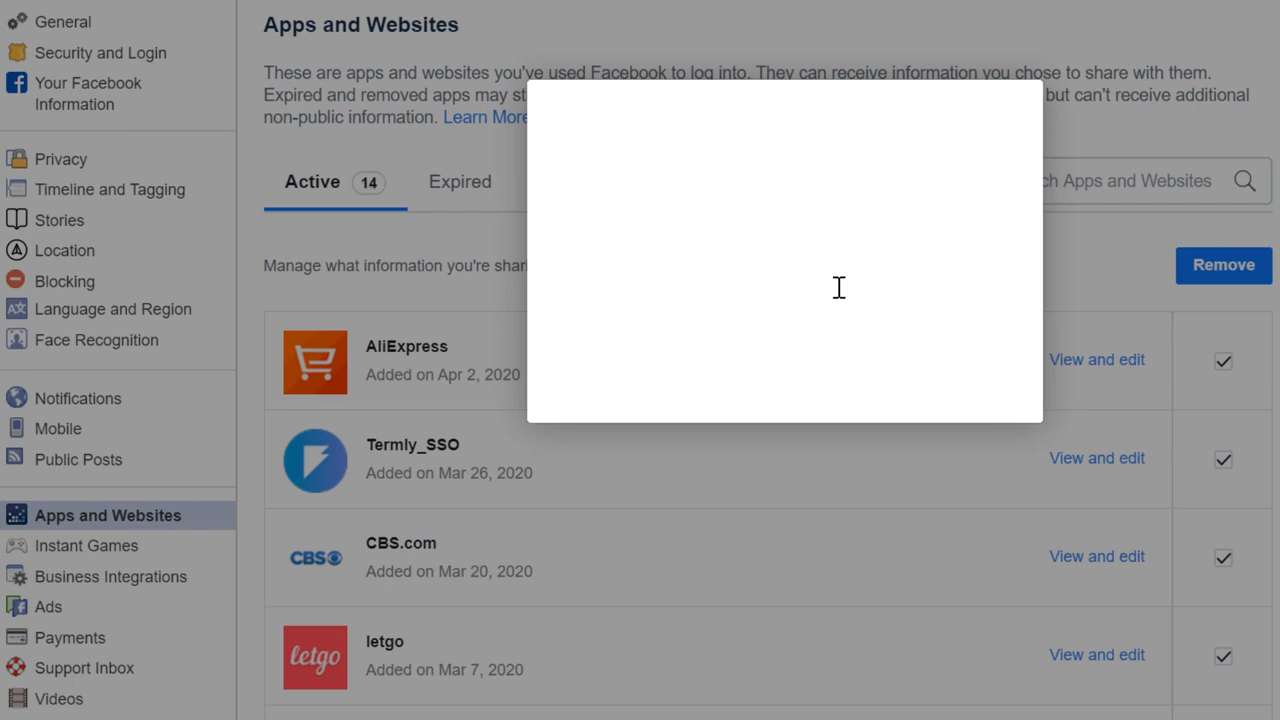 General
Security and Login
Your Facebook
Information
Privacy
Timeline and Tagging
Stories
Location
Blocking
Language and Region
Face Recognition
Notifications
Mobile
Public Posts
Apps and Websites
Instant Games
Business Integrations
Ads
Payments
Support Inbox
Videos
Apps and Websites
These are apps and websites you've used Facebook to log into. They can receive information you chose to share with them.
Expired and removed apps may but can't receive additional
non-public information. Learn More
Active 14 Expired Apps and Websites
Manage what information you're Remove
AliExpress
Added on Apr 2, 2020
View and edit
Termly_SSO
Added on Mar 26, 2020
View and edit
CBS
CBS.com
Added on Mar 20, 2020
View and edit
letgo
letgo
Added on Mar 7, 2020
View and edit